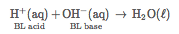 H⁺(aq) + OH⁻(aq) → H₂O(ℓ)
BL acid BL base